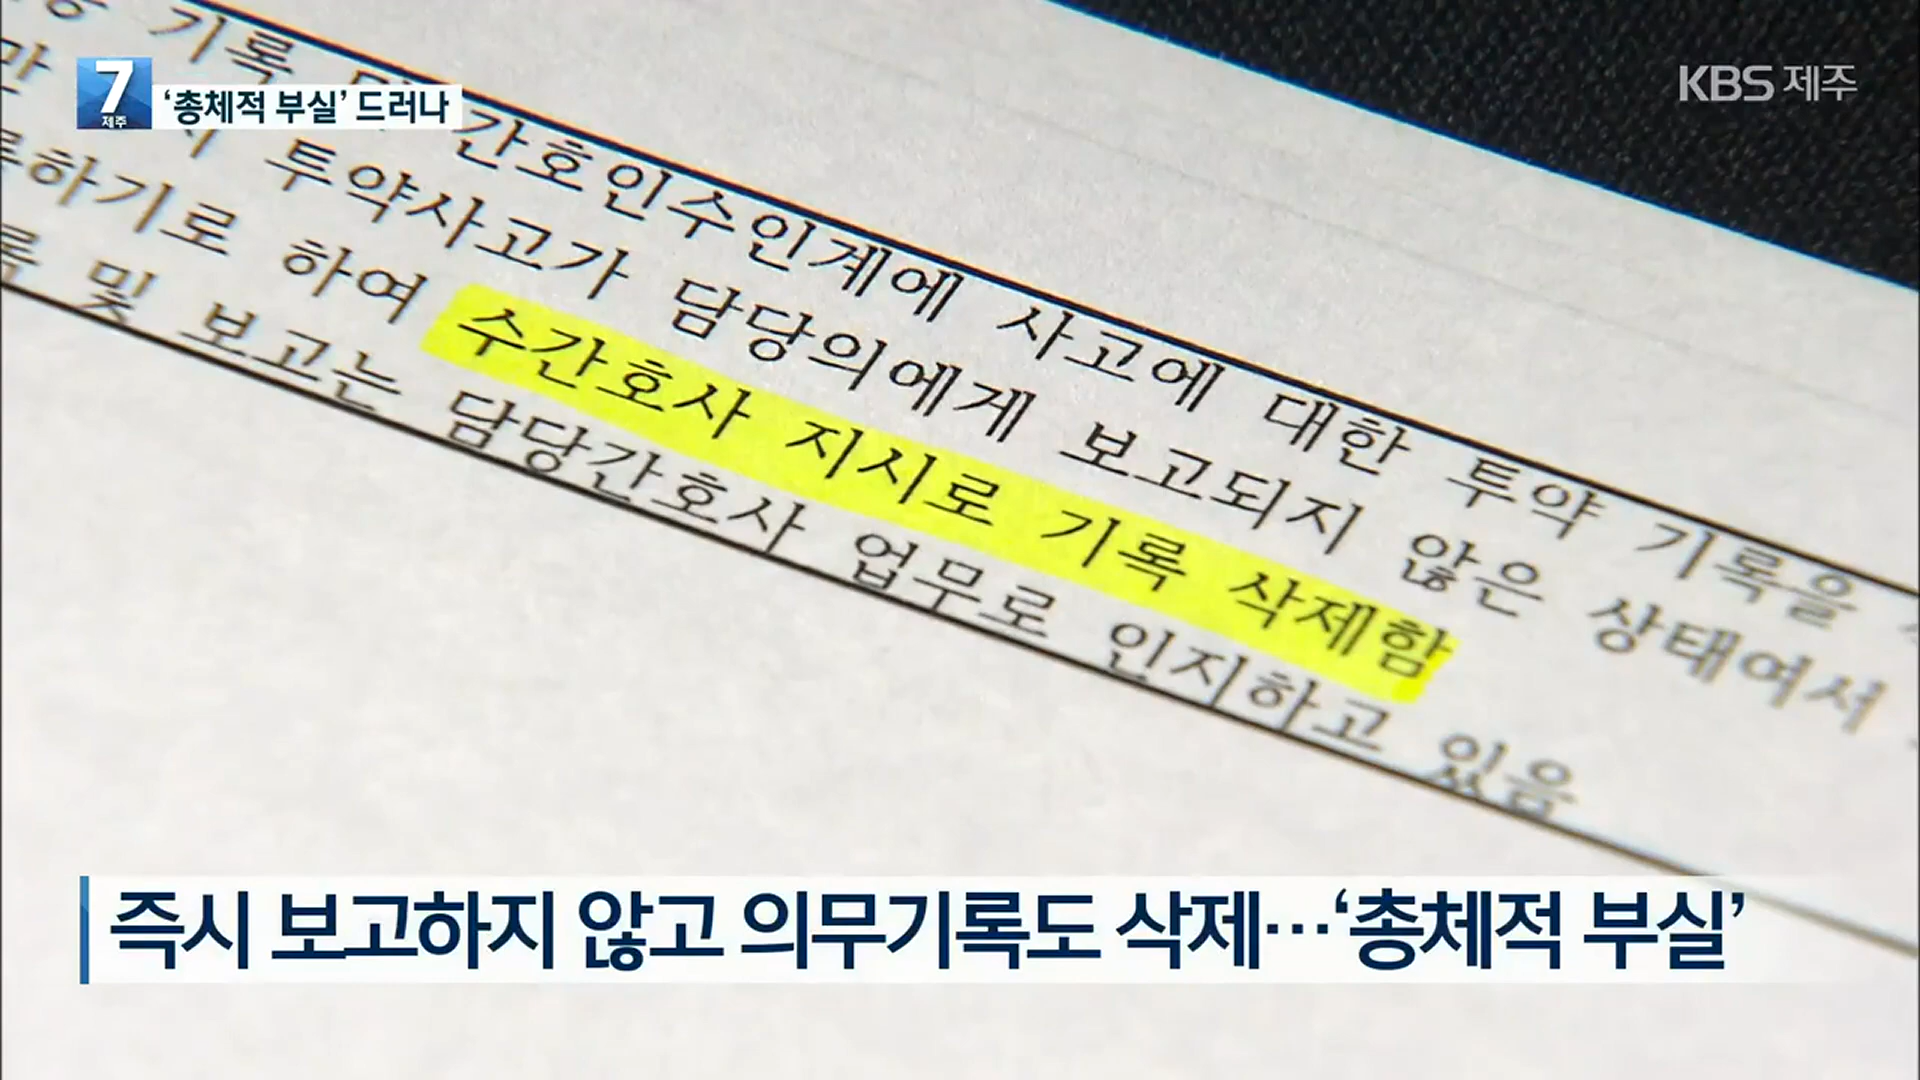 7
제주
‘총체적 부실’ 드러나
KBS 제주
기록 간호인수인계에 사고에 대한 투약 기록을
투약사고가 담당의에게 보고되지 않은 상태여서
하기로 하여 수간호사 지시로 기록 삭제함
및 보고는 담당간호사 업무로 인지하고 있음
즉시 보고하지 않고 의무기록도 삭제…‘총체적 부실’